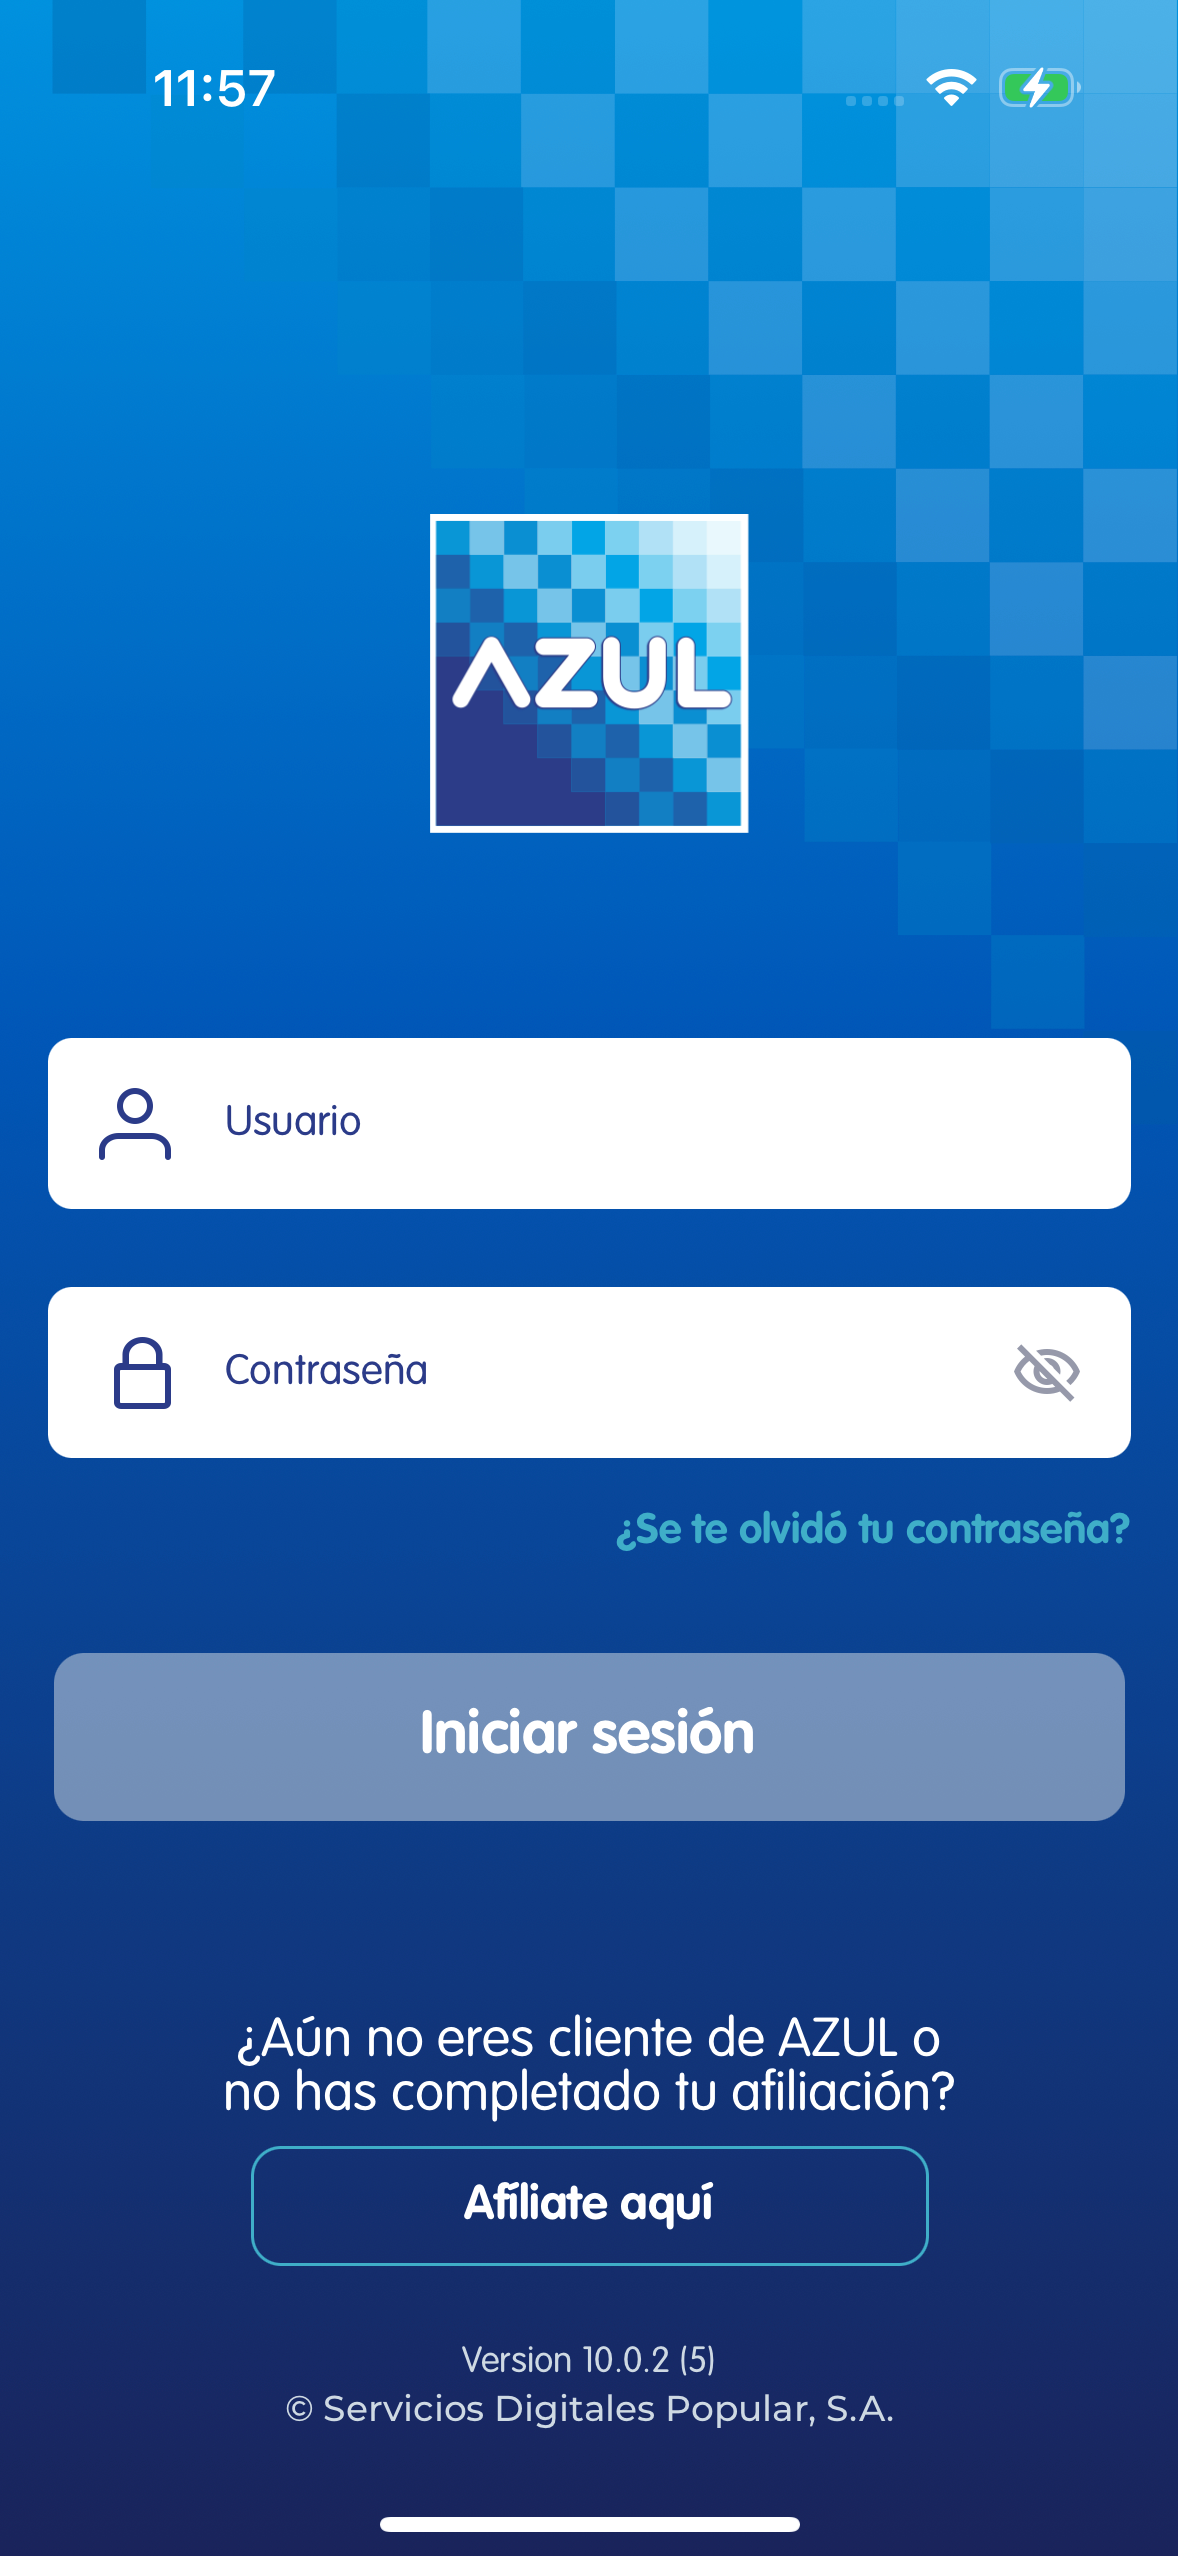 11:57
AZUL
Usuario
Contraseña
¿Se te olvidó tu contraseña?
Iniciar sesión
¿Aún no eres cliente de AZUL o
no has completado tu afiliación?
Afíliate aquí
Version 10.0.2 (5)
© Servicios Digitales Popular, S.A.